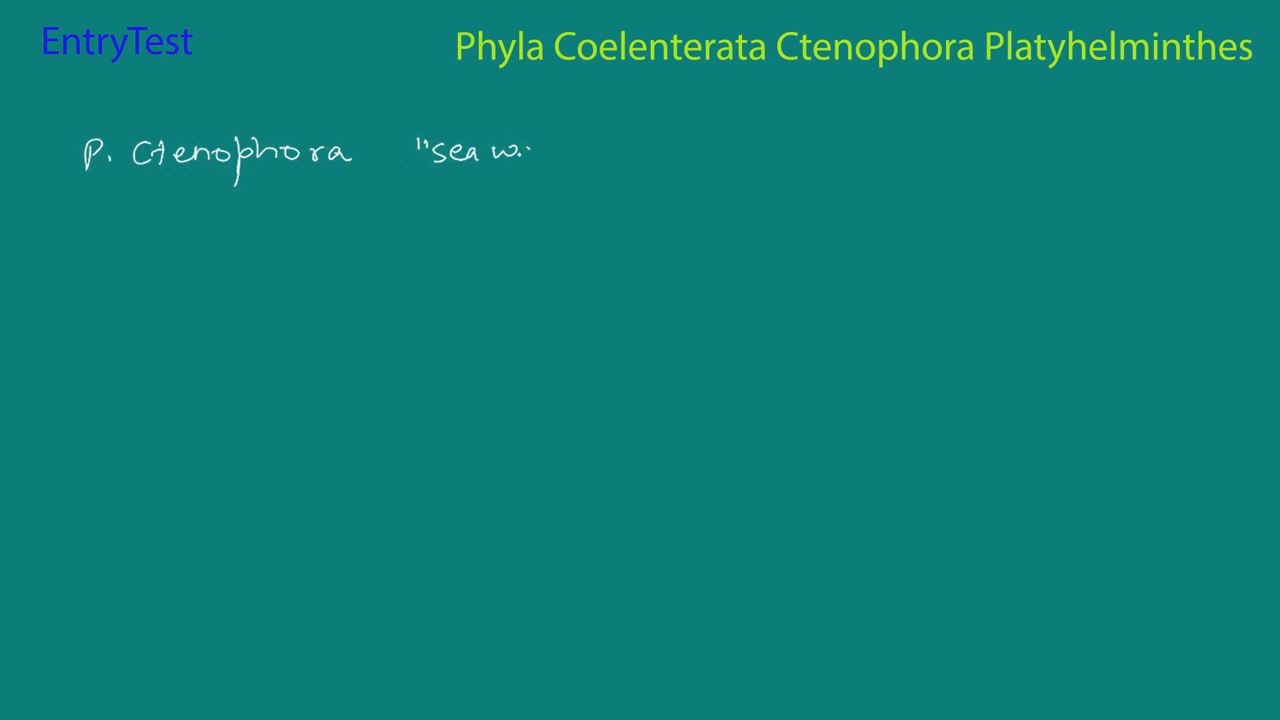 EntryTest
Phyla Coelenterata Ctenophora Platyhelminthes
P. Ctenophora "sea w.